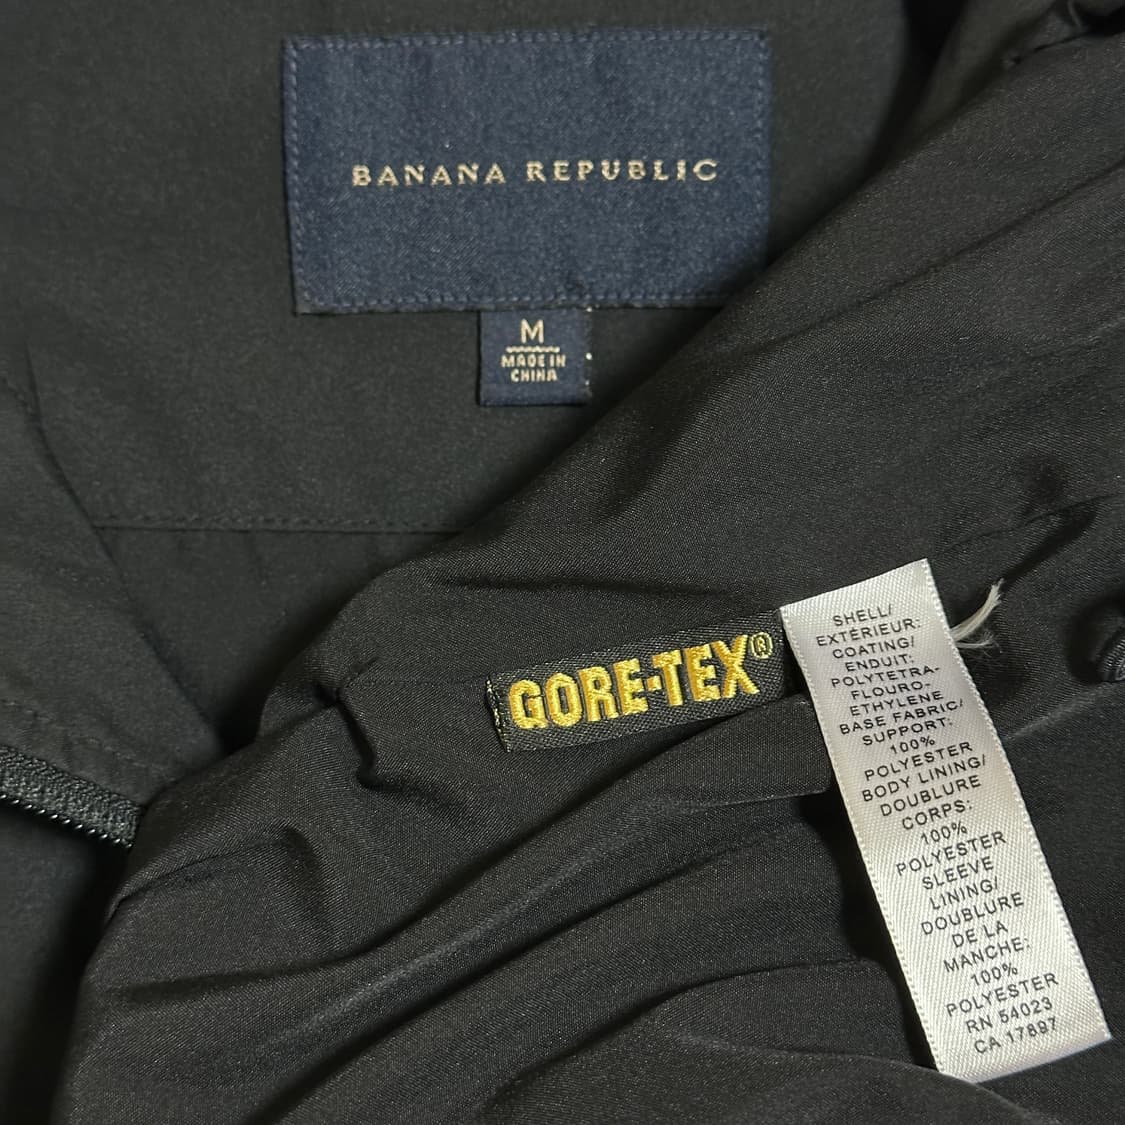 BANANA REPUBLIC
M
MADE IN
CHINA
GORE-TEX®
SHELL/
EXTÉRIEUR:
COATING/
ENDUIT:
POLYTETRA-
FLOURO-
ETHYLENE
BASE FABRIC/
SUPPORT:
100%
POLYESTER
BODY LINING/
DOUBLURE
CORPS:
100%
POLYESTER
SLEEVE
LINING/
DOUBLURE
DE LA
MANCHE:
100%
POLYESTER
RN 54023
CA 17897